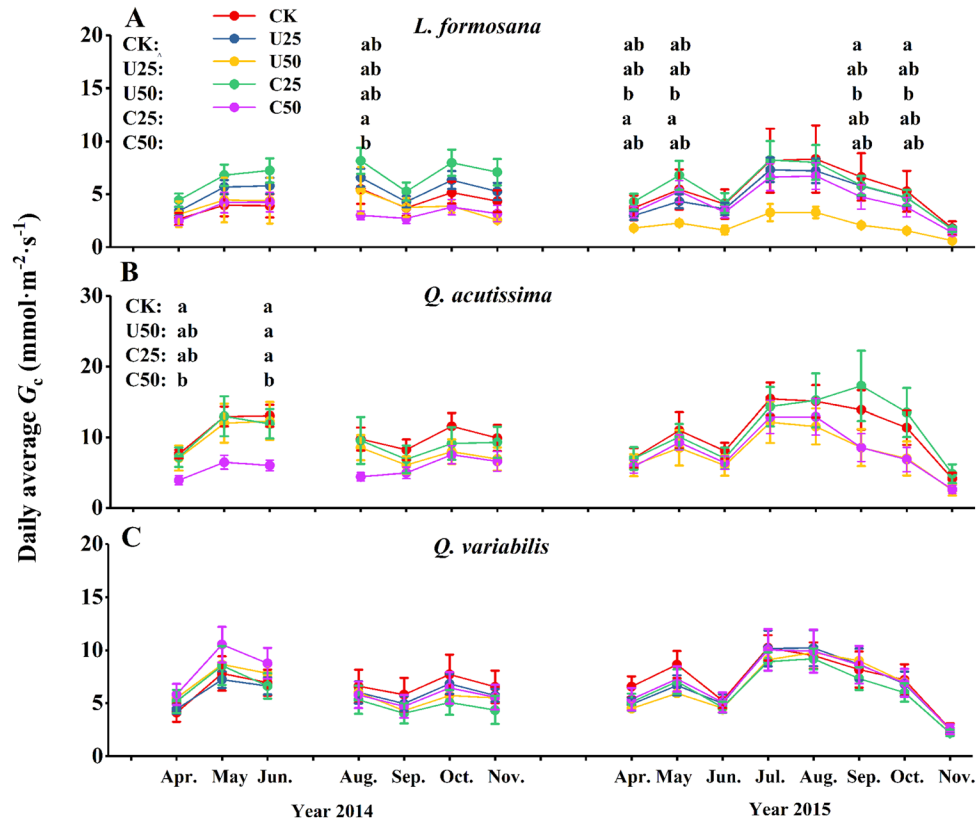 A
L. formosana
CK
U25
U50
C25
C50
20
15
10
5
0
CK: ab ab ab a a
U25: ab ab ab ab ab
U50: ab b b b b
C25: a a ab ab ab
C50: b ab ab ab ab
B
Q. acutissima
30
20
10
0
CK: a a
U50: ab a
C25: ab a
C50: b b
C
Q. variabilis
20
15
10
5
0
Daily average Gc (mmol·m⁻²·s⁻¹)
Apr. May Jun. Aug. Sep. Oct. Nov. Apr. May Jun. Jul. Aug. Sep. Oct. Nov.
Year 2014 Year 2015